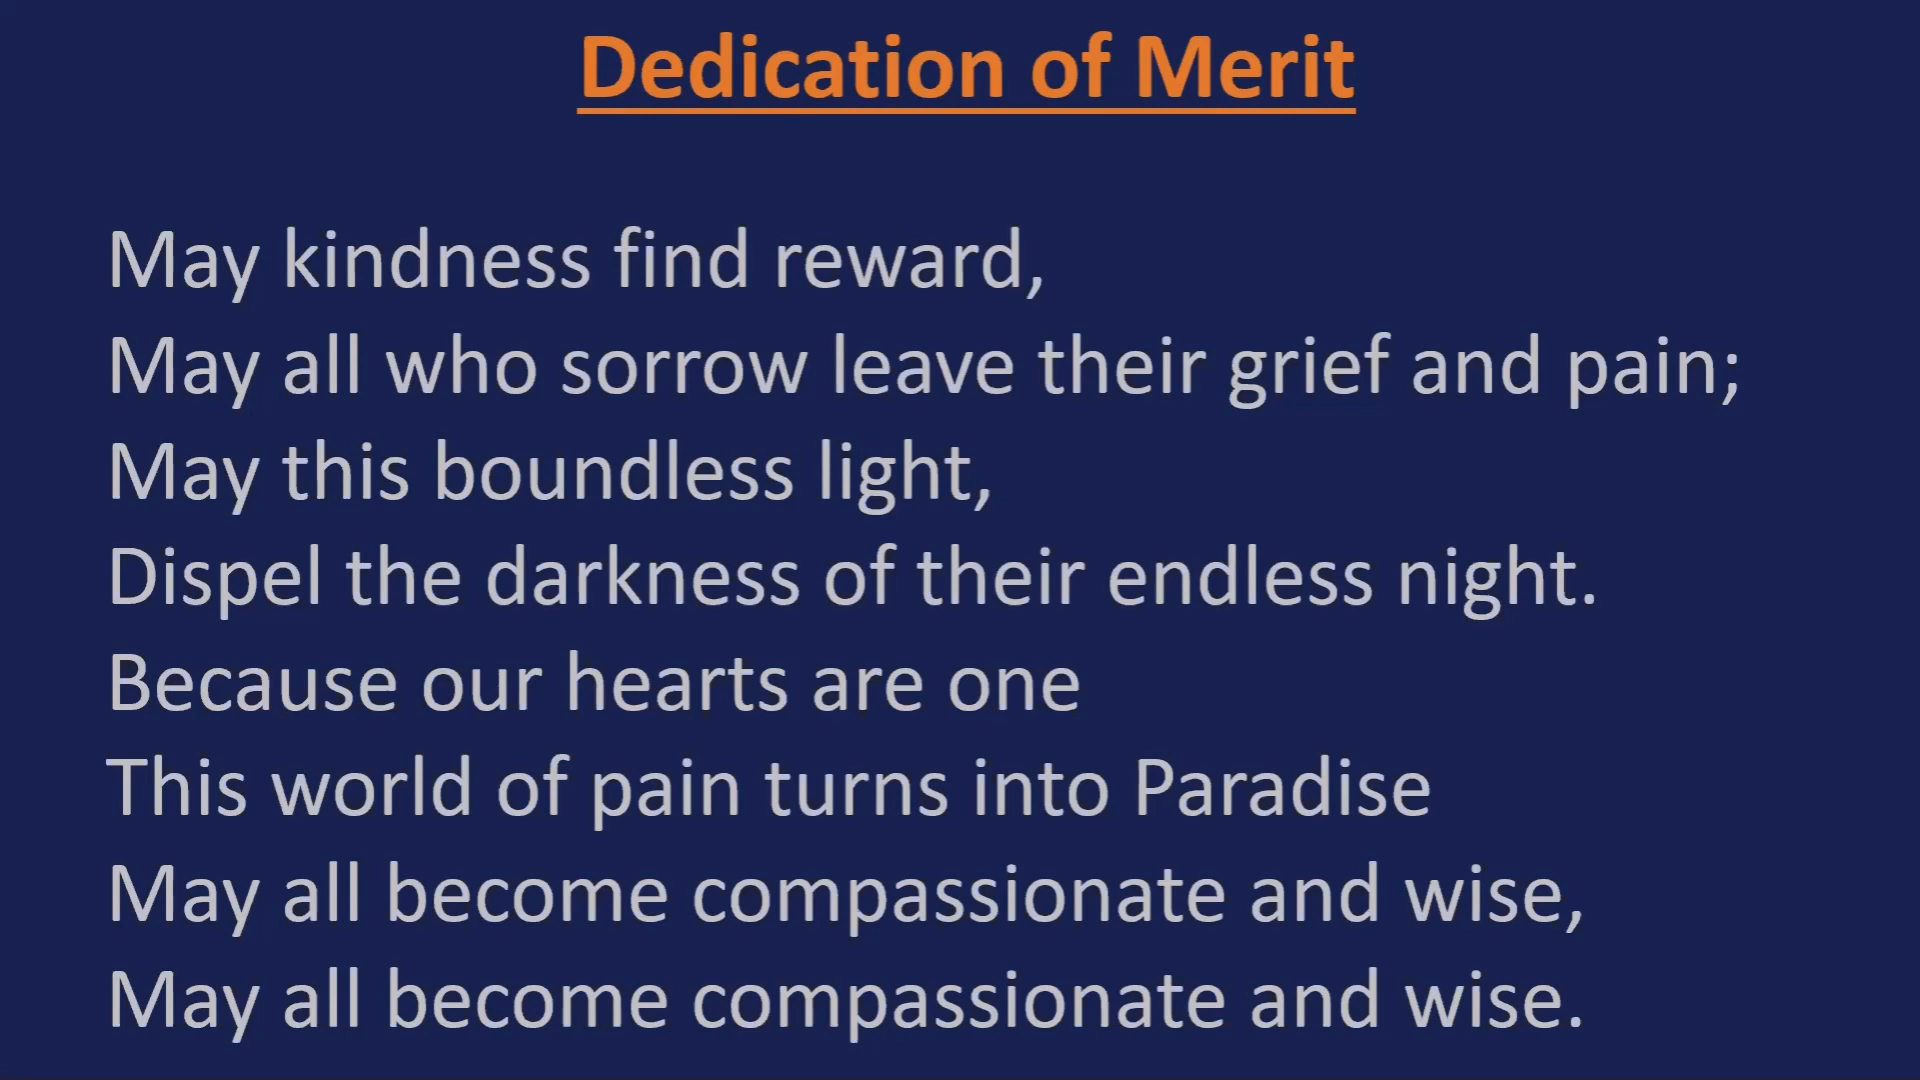 Dedication of Merit
May kindness find reward,
May all who sorrow leave their grief and pain;
May this boundless light,
Dispel the darkness of their endless night.
Because our hearts are one
This world of pain turns into Paradise
May all become compassionate and wise,
May all become compassionate and wise.